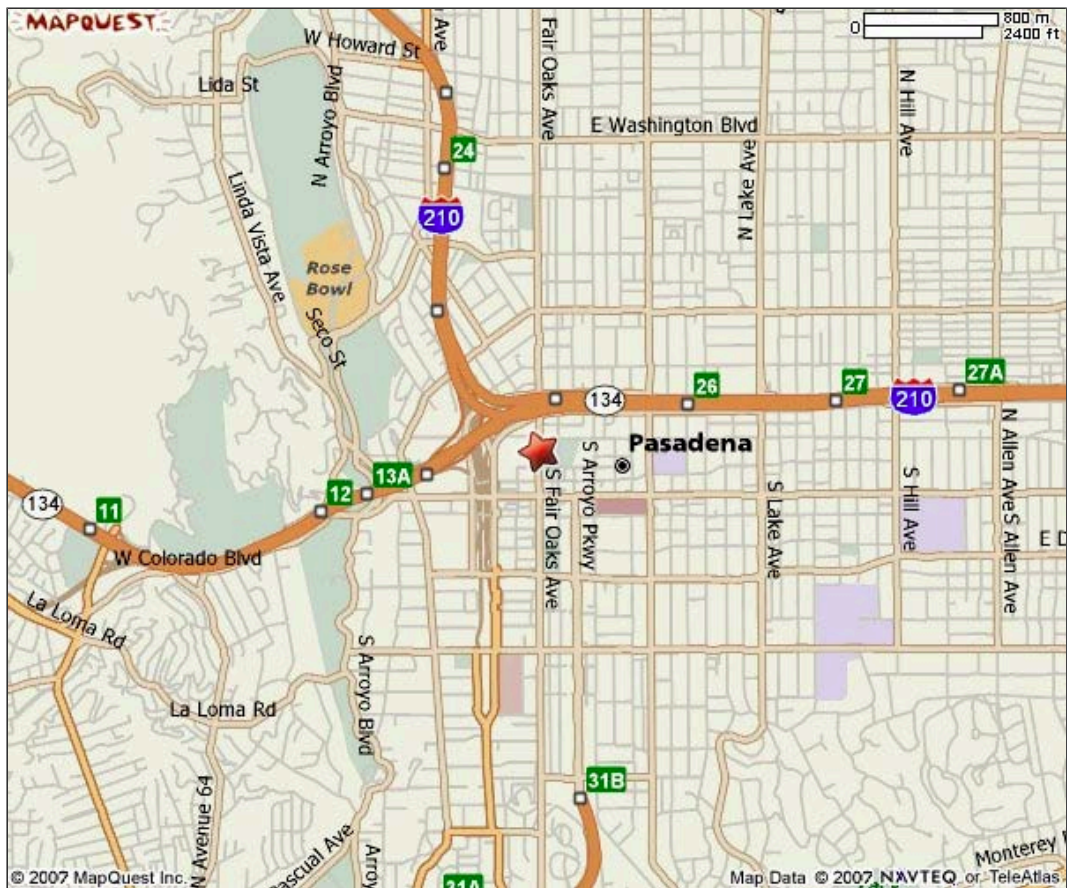 MAPQUEST
800 m
0
2400 ft
W Howard St
Ave
Fair Oaks Ave
Lida St
N Arroyo Blvd
N Hill Ave
E Washington Blvd
24
N Lake Ave
Linda Vista Ave
210
Rose
Bowl
Seco St
27A
26
27
134
210
Pasadena
N Allen Ave
S Arroyo Pkwy
13A
S Fair Oaks Ave
S Lake Ave
S Hill Ave
12
134
11
S Allen Ave
E D
W Colorado Blvd
La Loma Rd
S Arroyo Blvd
La Loma Rd
31B
N Avenue 64
Pascual Ave
Arroy
Monterey
31A
© 2007 MapQuest Inc.
Map Data © 2007 NAVTEQ or TeleAtlas